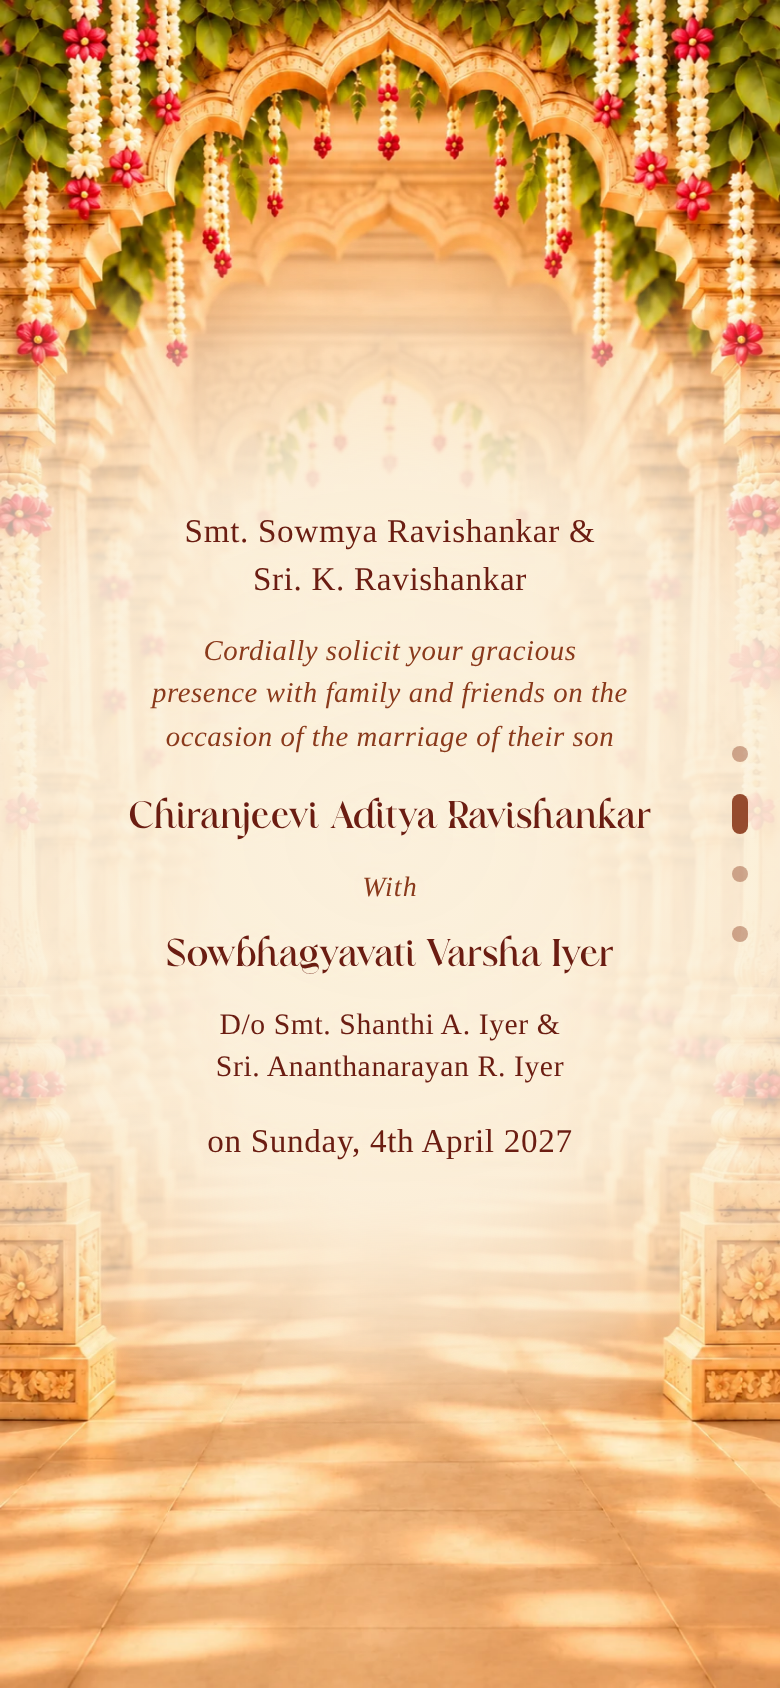 Smt. Sowmya Ravishankar &
Sri. K. Ravishankar
Cordially solicit your gracious
presence with family and friends on the
occasion of the marriage of their son
Chiranjeevi Aditya Ravishankar
With
Sowbhagyavati Varsha Iyer
D/o Smt. Shanthi A. Iyer &
Sri. Ananthanarayan R. Iyer
on Sunday, 4th April 2027